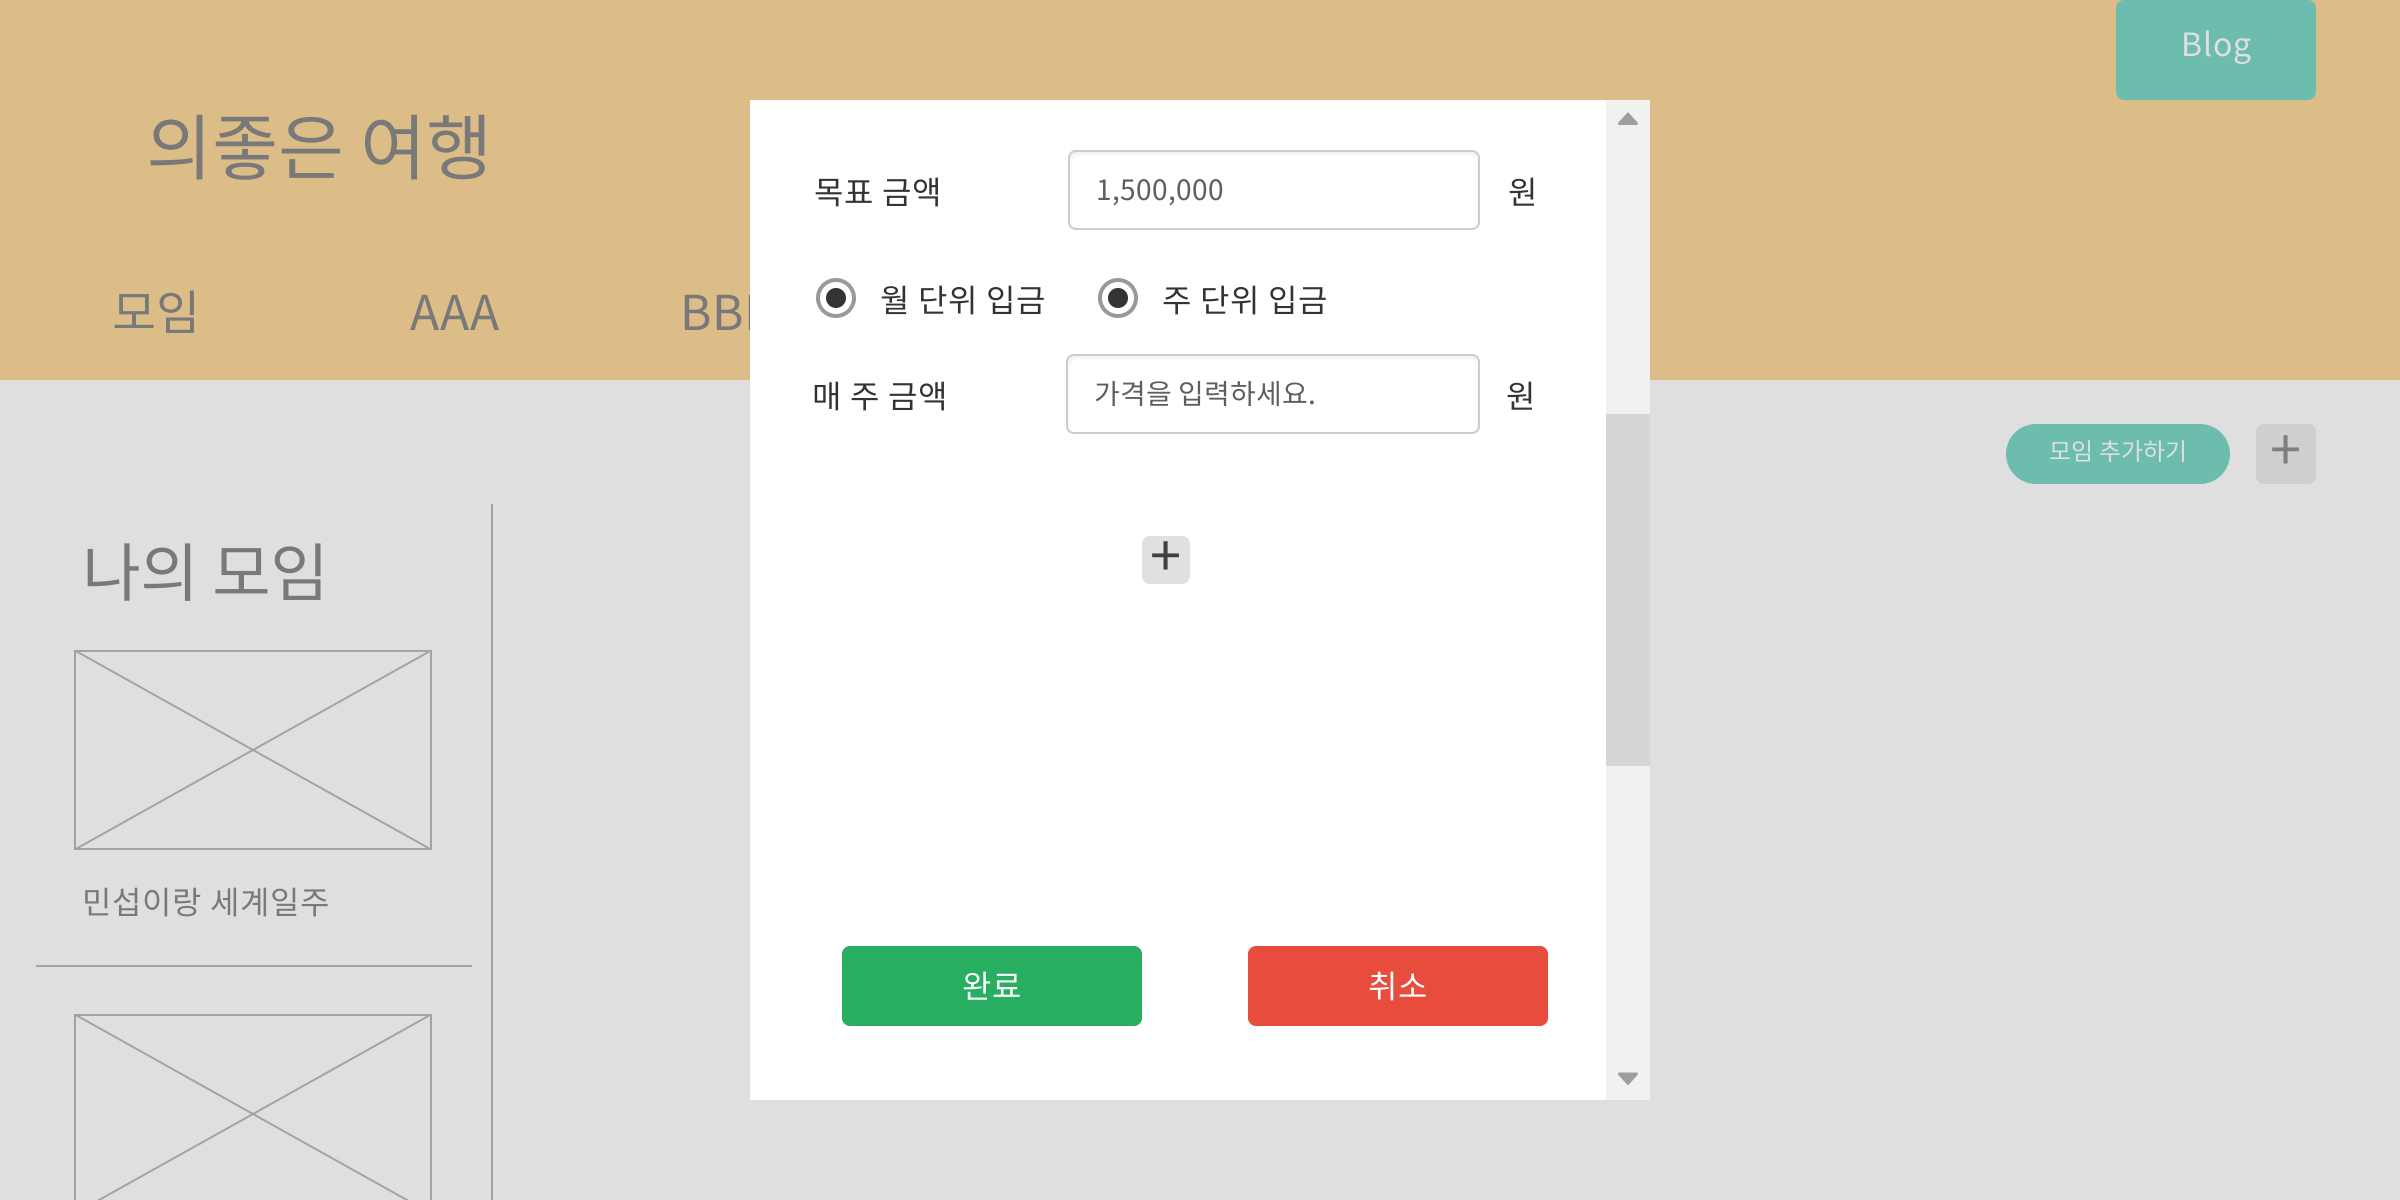 Blog
의좋은 여행
모임
AAA
목표 금액
1,500,000
원
월 단위 입금
주 단위 입금
매 주 금액
가격을 입력하세요.
원
모임 추가하기
+
나의 모임
+
민섭이랑 세계일주
완료
취소